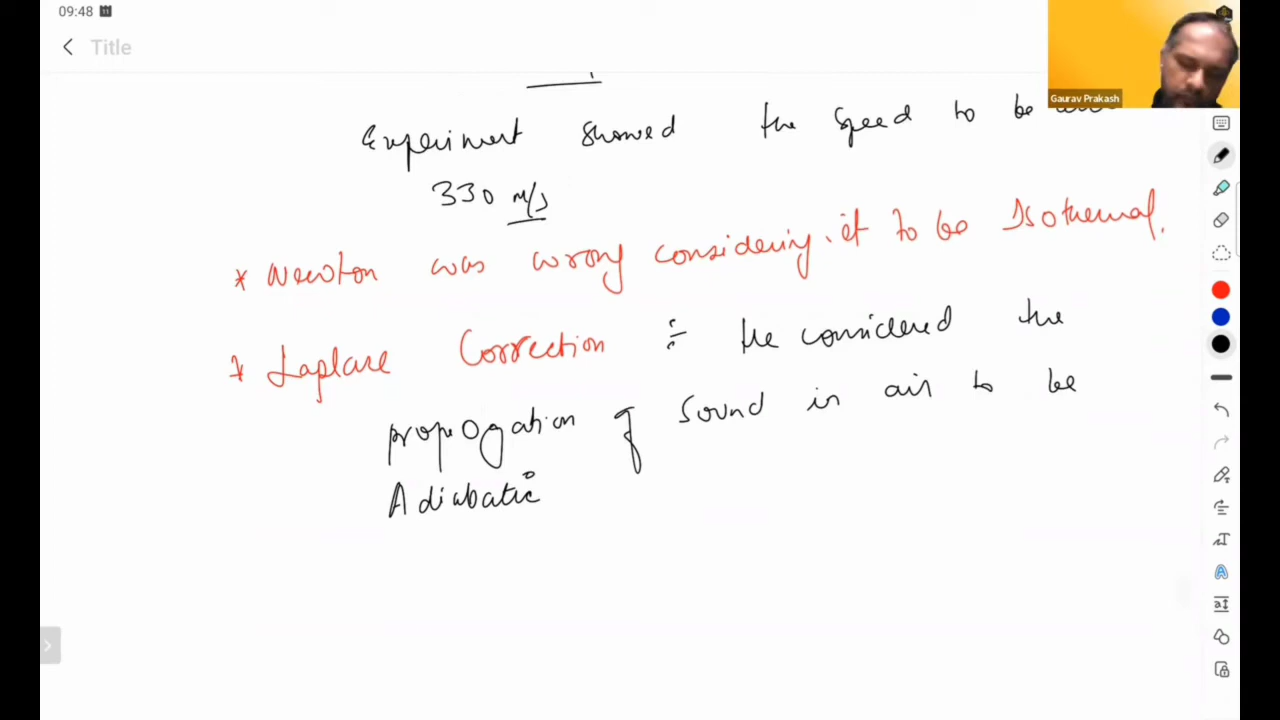 09:48
Title
Gaurav Prakash
Experiment showed the speed to be
330 m/s
* Newton was wrong considering it to be Isothermal.
* Laplace Correction ÷ He considered the
propogation of Sound in air to be
Adiabatic